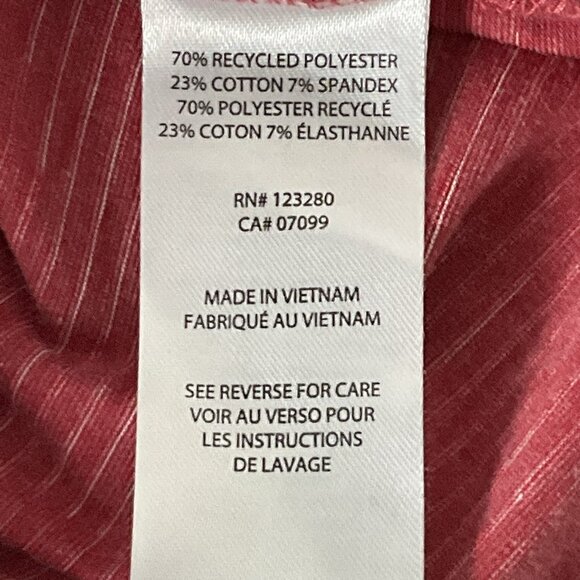 70% RECYCLED POLYESTER
23% COTTON 7% SPANDEX
70% POLYESTER RECYCLÉ
23% COTON 7% ÉLASTHANNE
RN# 123280
CA# 07099
MADE IN VIETNAM
FABRIQUÉ AU VIETNAM
SEE REVERSE FOR CARE
VOIR AU VERSO POUR
LES INSTRUCTIONS
DE LAVAGE